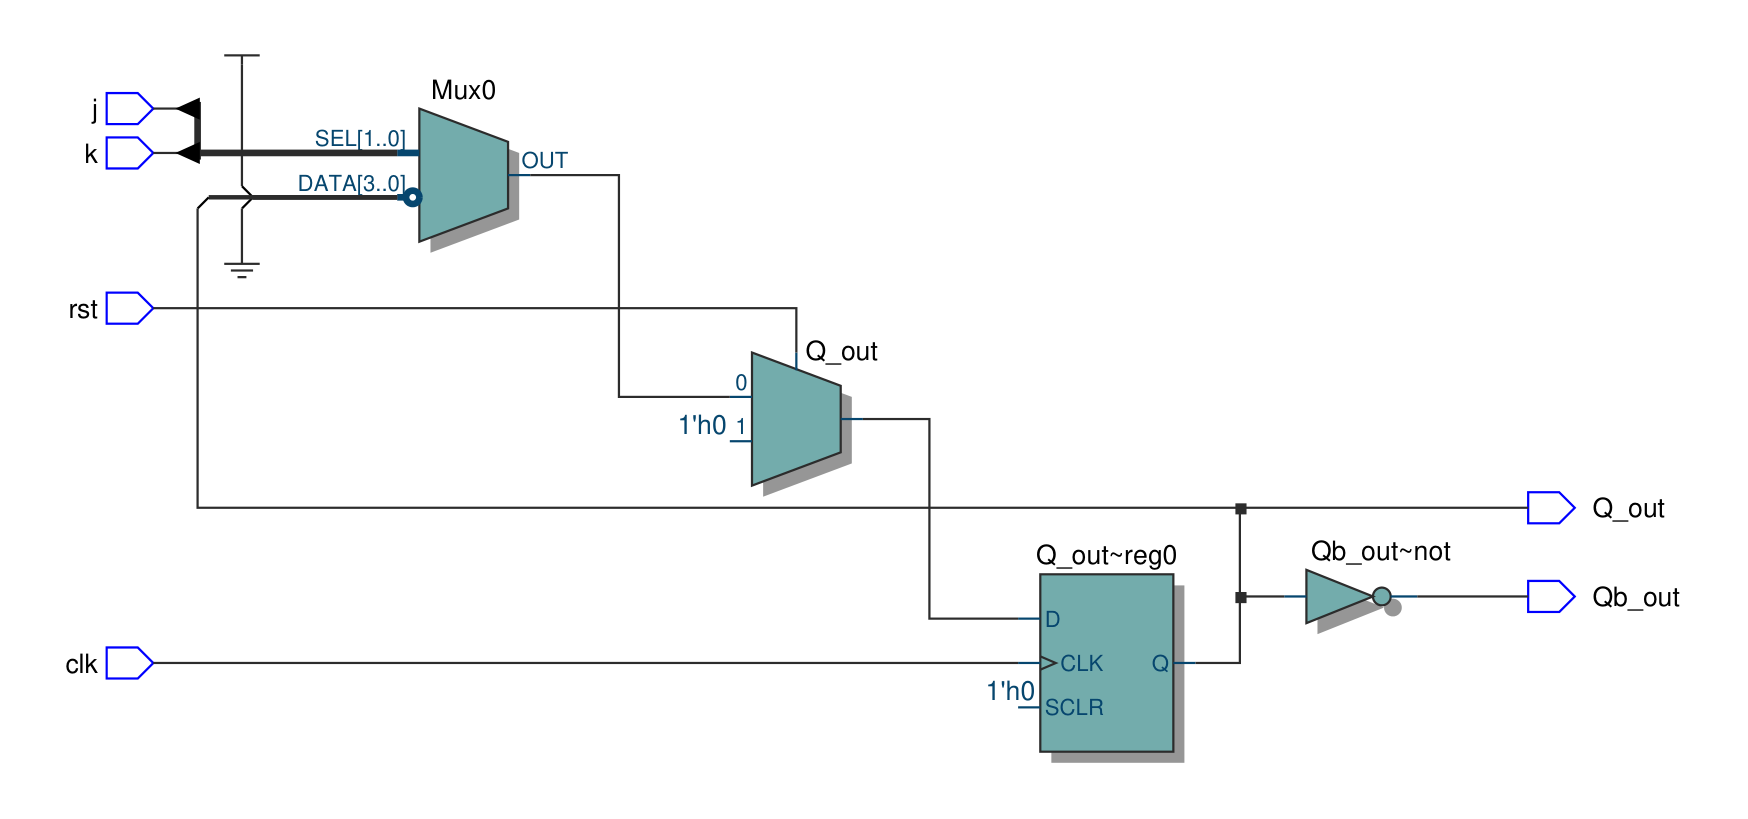 Mux0
j
SEL[1..0]
k
OUT
DATA[3..0]
rst
Q_out
0
1'h0 1
Q_out
Q_out~reg0
Qb_out~not
Qb_out
D
clk
CLK
Q
1'h0
SCLR